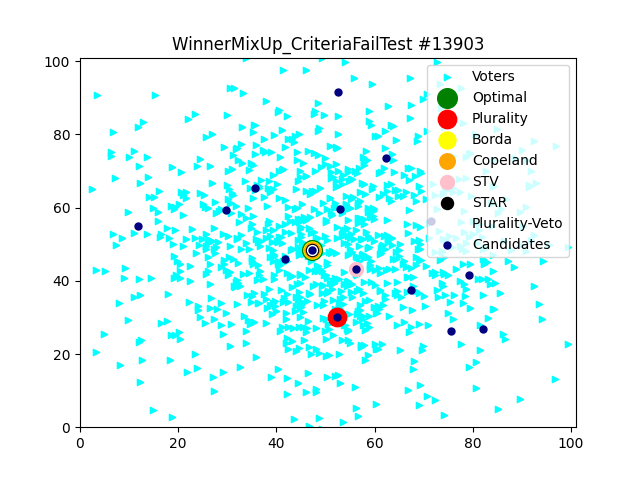 WinnerMixUp_CriteriaFailTest #13903
Voters
Optimal
Plurality
Borda
Copeland
STV
STAR
Plurality-Veto
Candidates
100
80
60
40
20
0
0 20 40 60 80 100